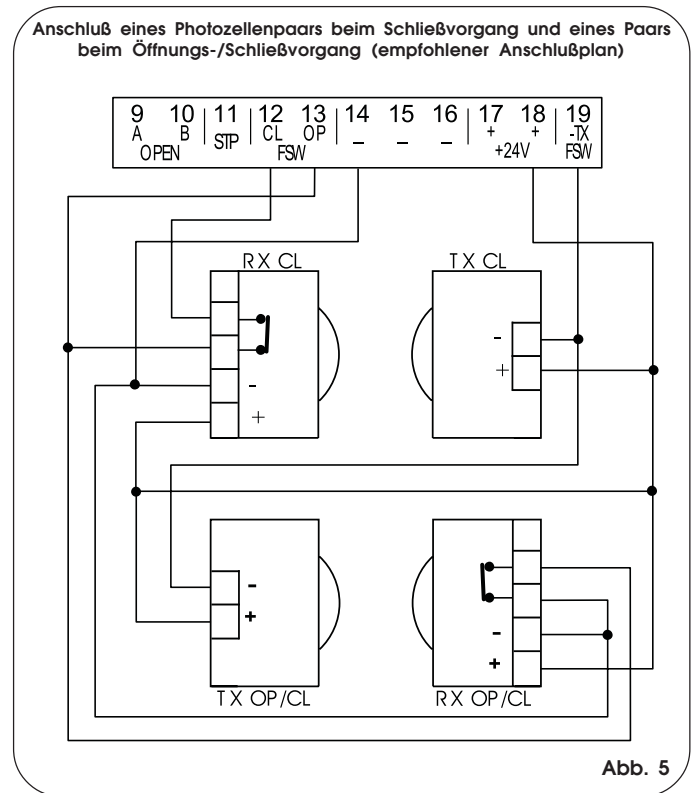 Anschluß eines Photozellenpaars beim Schließvorgang und eines Paars
beim Öffnungs-/Schließvorgang (empfohlener Anschlußplan)
9 10 11 12 13 14 15 16 17 18 19
A B STP CL OP – – – + + -TX
OPEN FSW +24V FSW
RX CL TX CL
-
+
-
+
-
+
-
+
TX OP/CL RX OP/CL
Abb. 5